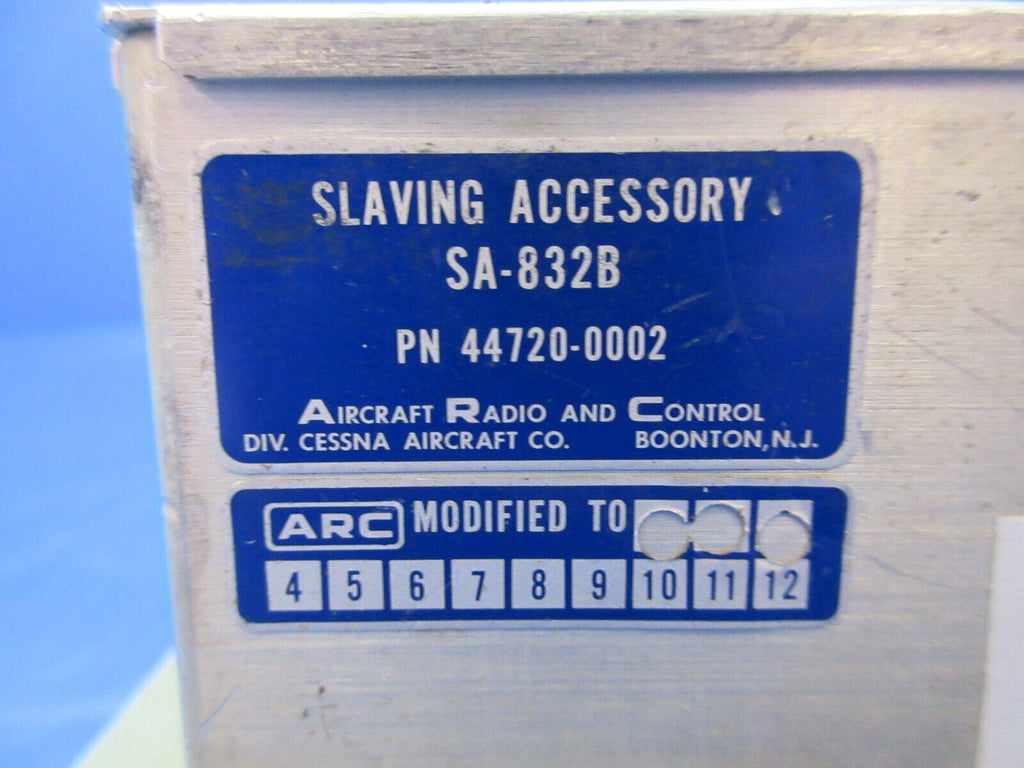 SLAVING ACCESSORY
SA-832B
PN 44720-0002
AIRCRAFT RADIO AND CONTROL
DIV. CESSNA AIRCRAFT CO. BOONTON, N.J.
ARC MODIFIED TO
4 5 6 7 8 9 10 11 12